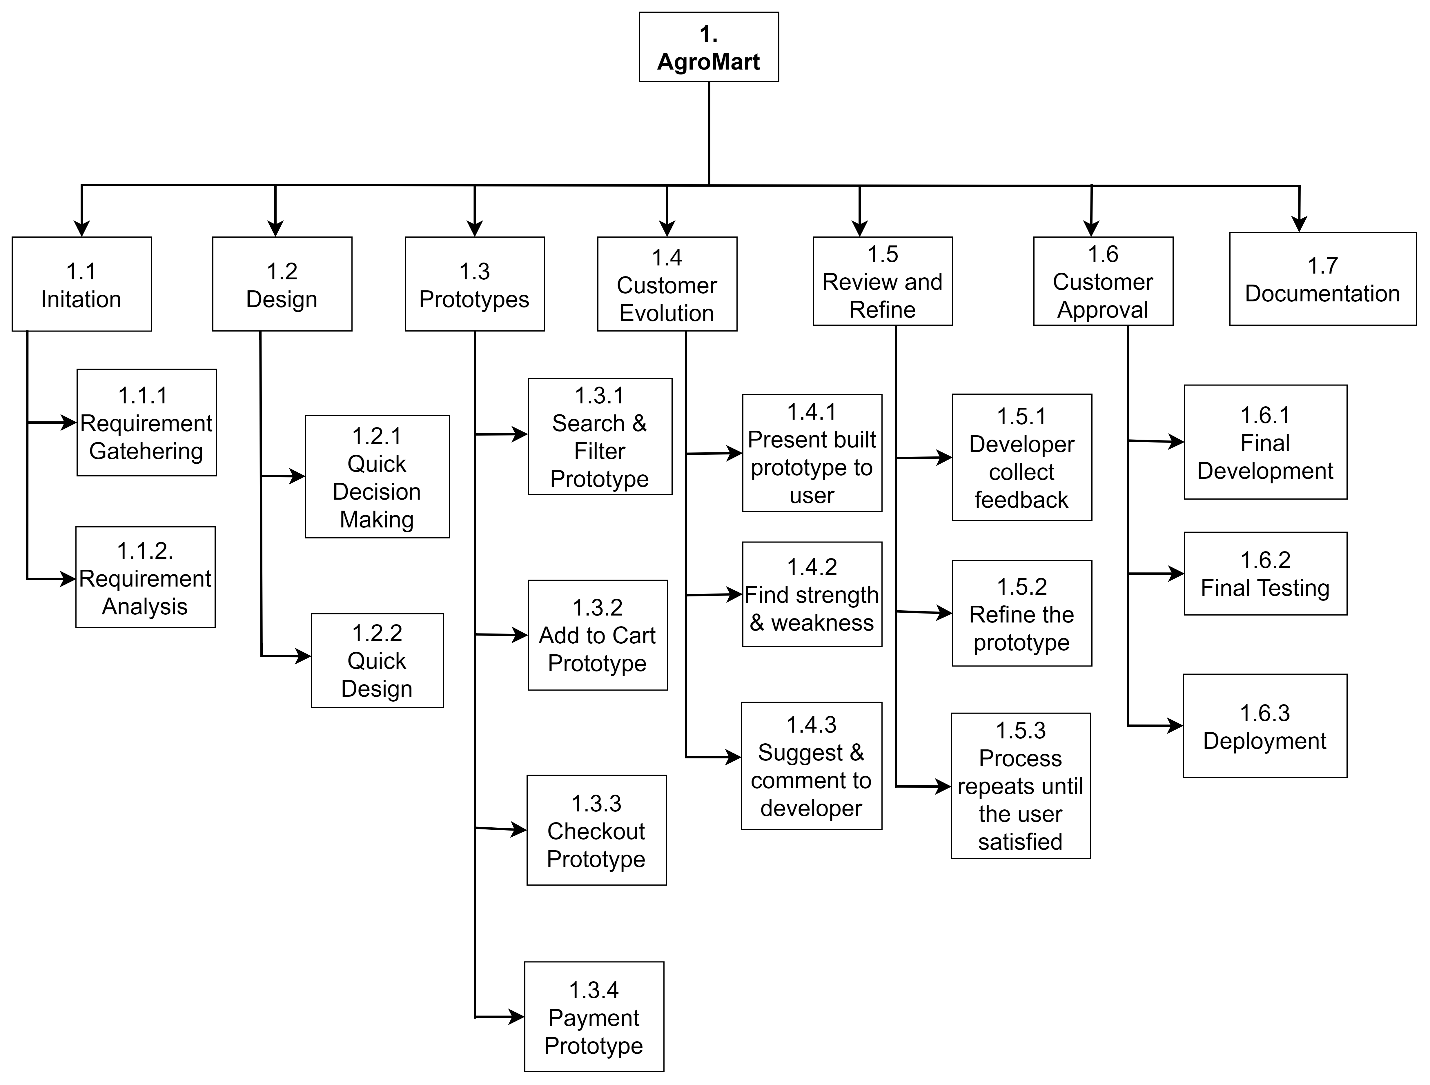 1.
AgroMart
1.1
Initation
1.2
Design
1.3
Prototypes
1.4
Customer
Evolution
1.5
Review and
Refine
1.6
Customer
Approval
1.7
Documentation
1.1.1
Requirement
Gatehering
1.1.2.
Requirement
Analysis
1.2.1
Quick
Decision
Making
1.2.2
Quick
Design
1.3.1
Search &
Filter
Prototype
1.3.2
Add to Cart
Prototype
1.3.3
Checkout
Prototype
1.3.4
Payment
Prototype
1.4.1
Present built
prototype to
user
1.4.2
Find strength
& weakness
1.4.3
Suggest &
comment to
developer
1.5.1
Developer
collect
feedback
1.5.2
Refine the
prototype
1.5.3
Process
repeats until
the user
satisfied
1.6.1
Final
Development
1.6.2
Final Testing
1.6.3
Deployment